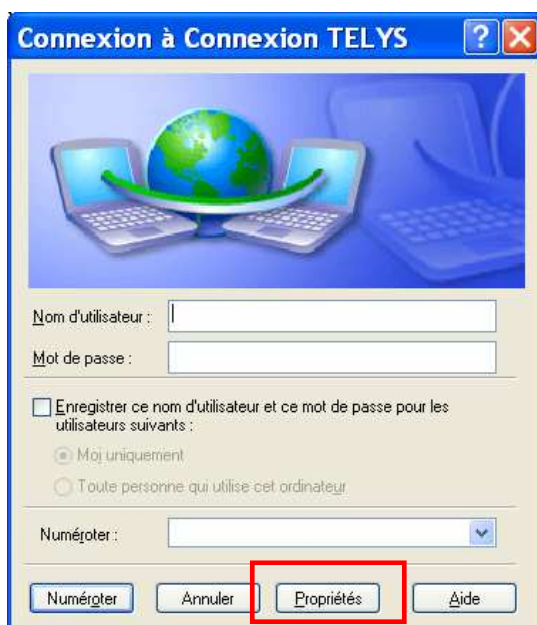 Connexion à Connexion TELYS
Nom d'utilisateur :
Mot de passe :
Enregistrer ce nom d'utilisateur et ce mot de passe pour les
utilisateurs suivants :
Moi uniquement
Toute personne qui utilise cet ordinateur
Numéroter :
Numéroter Annuler Propriétés Aide